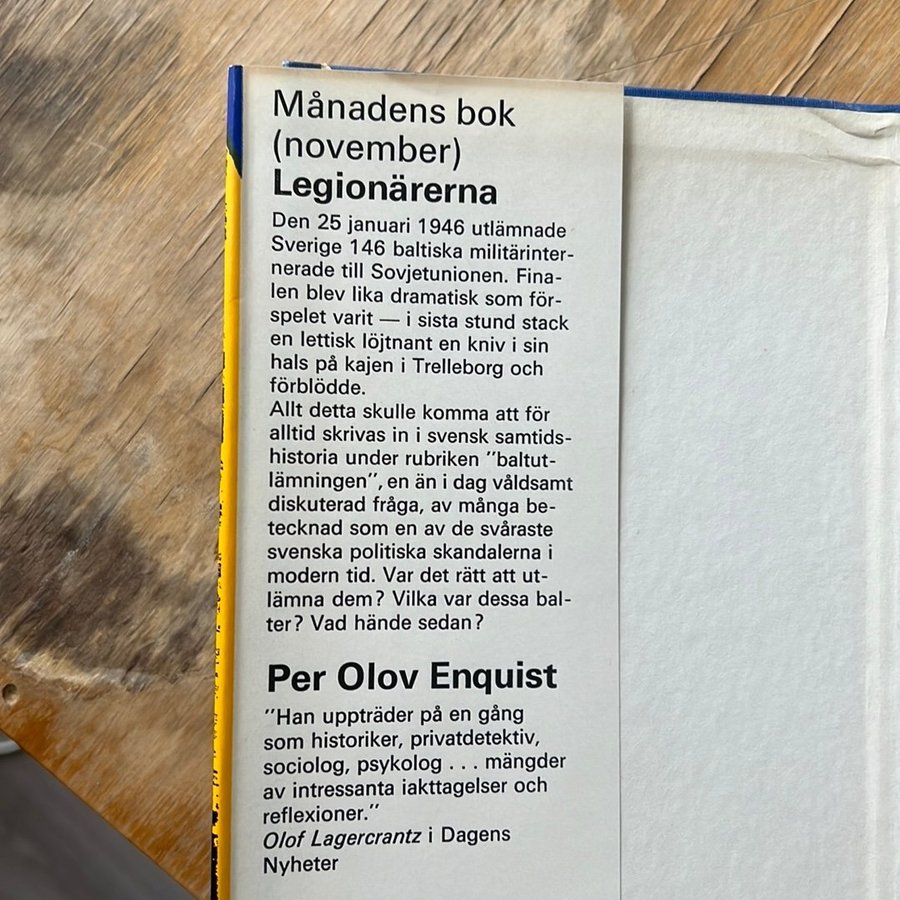 Månadens bok
(november)
Legionärerna
Den 25 januari 1946 utlämnade
Sverige 146 baltiska militärinter-
nerade till Sovjetunionen. Fina-
len blev lika dramatisk som för-
spelet varit — i sista stund stack
en lettisk löjtnant en kniv i sin
hals på kajen i Trelleborg och
förblödde.
Allt detta skulle komma att för
alltid skrivas in i svensk samtids-
historia under rubriken ”baltut-
lämningen”, en än i dag våldsamt
diskuterad fråga, av många be-
tecknad som en av de svåraste
svenska politiska skandalerna i
modern tid. Var det rätt att ut-
lämna dem? Vilka var dessa bal-
ter? Vad hände sedan?
Per Olov Enquist
”Han uppträder på en gång
som historiker, privatdetektiv,
sociolog, psykolog . . . mängder
av intressanta iakttagelser och
reflexioner.”
Olof Lagercrantz i Dagens
Nyheter